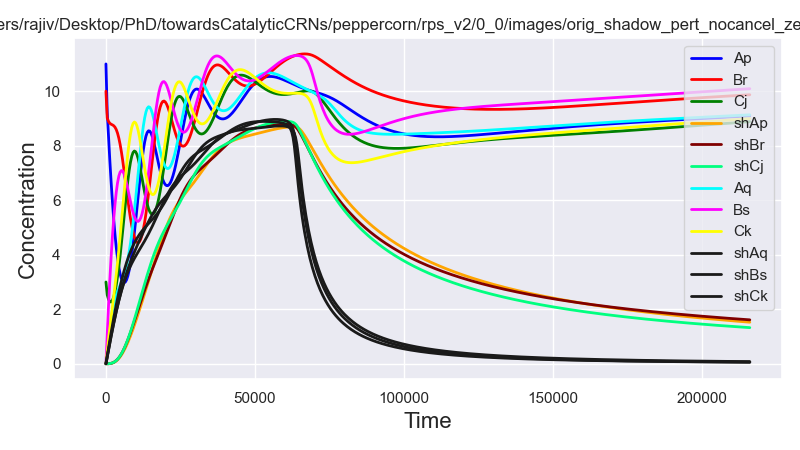 ers/rajiv/Desktop/PhD/towardsCatalyticCRNs/peppercorn/rps_v2/0_0/images/orig_shadow_pert_nocancel_ze
Concentration
10
8
6
4
2
0
0
50000
100000
150000
200000
Time
Ap
Br
Cj
shAp
shBr
shCj
Aq
Bs
Ck
shAq
shBs
shCk